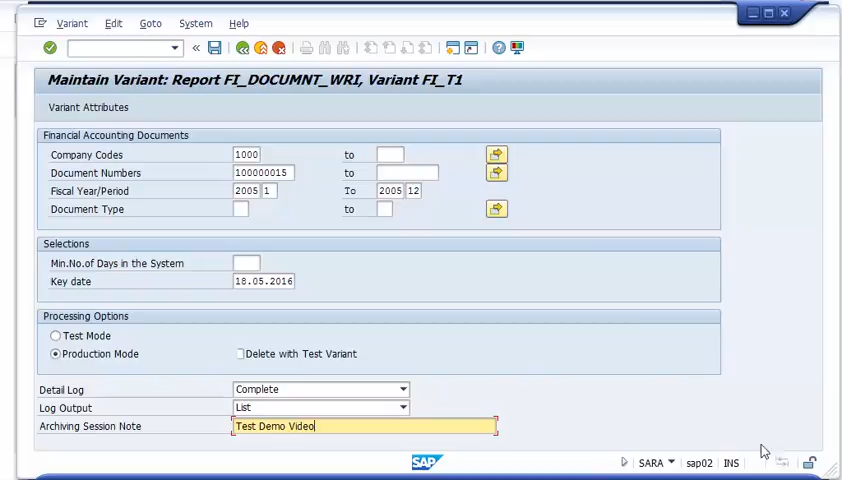 Variant Edit Goto System Help
«
Maintain Variant: Report FI_DOCUMNT_WRI, Variant FI_T1
Variant Attributes
Financial Accounting Documents
Company Codes 1000 to
Document Numbers 100000015 to
Fiscal Year/Period 2005 1 To 2005 12
Document Type to
Selections
Min.No.of Days in the System
Key date 18.05.2016
Processing Options
Test Mode
Production Mode Delete with Test Variant
Detail Log Complete
Log Output List
Archiving Session Note Test Demo Video
SAP SARA sap02 INS